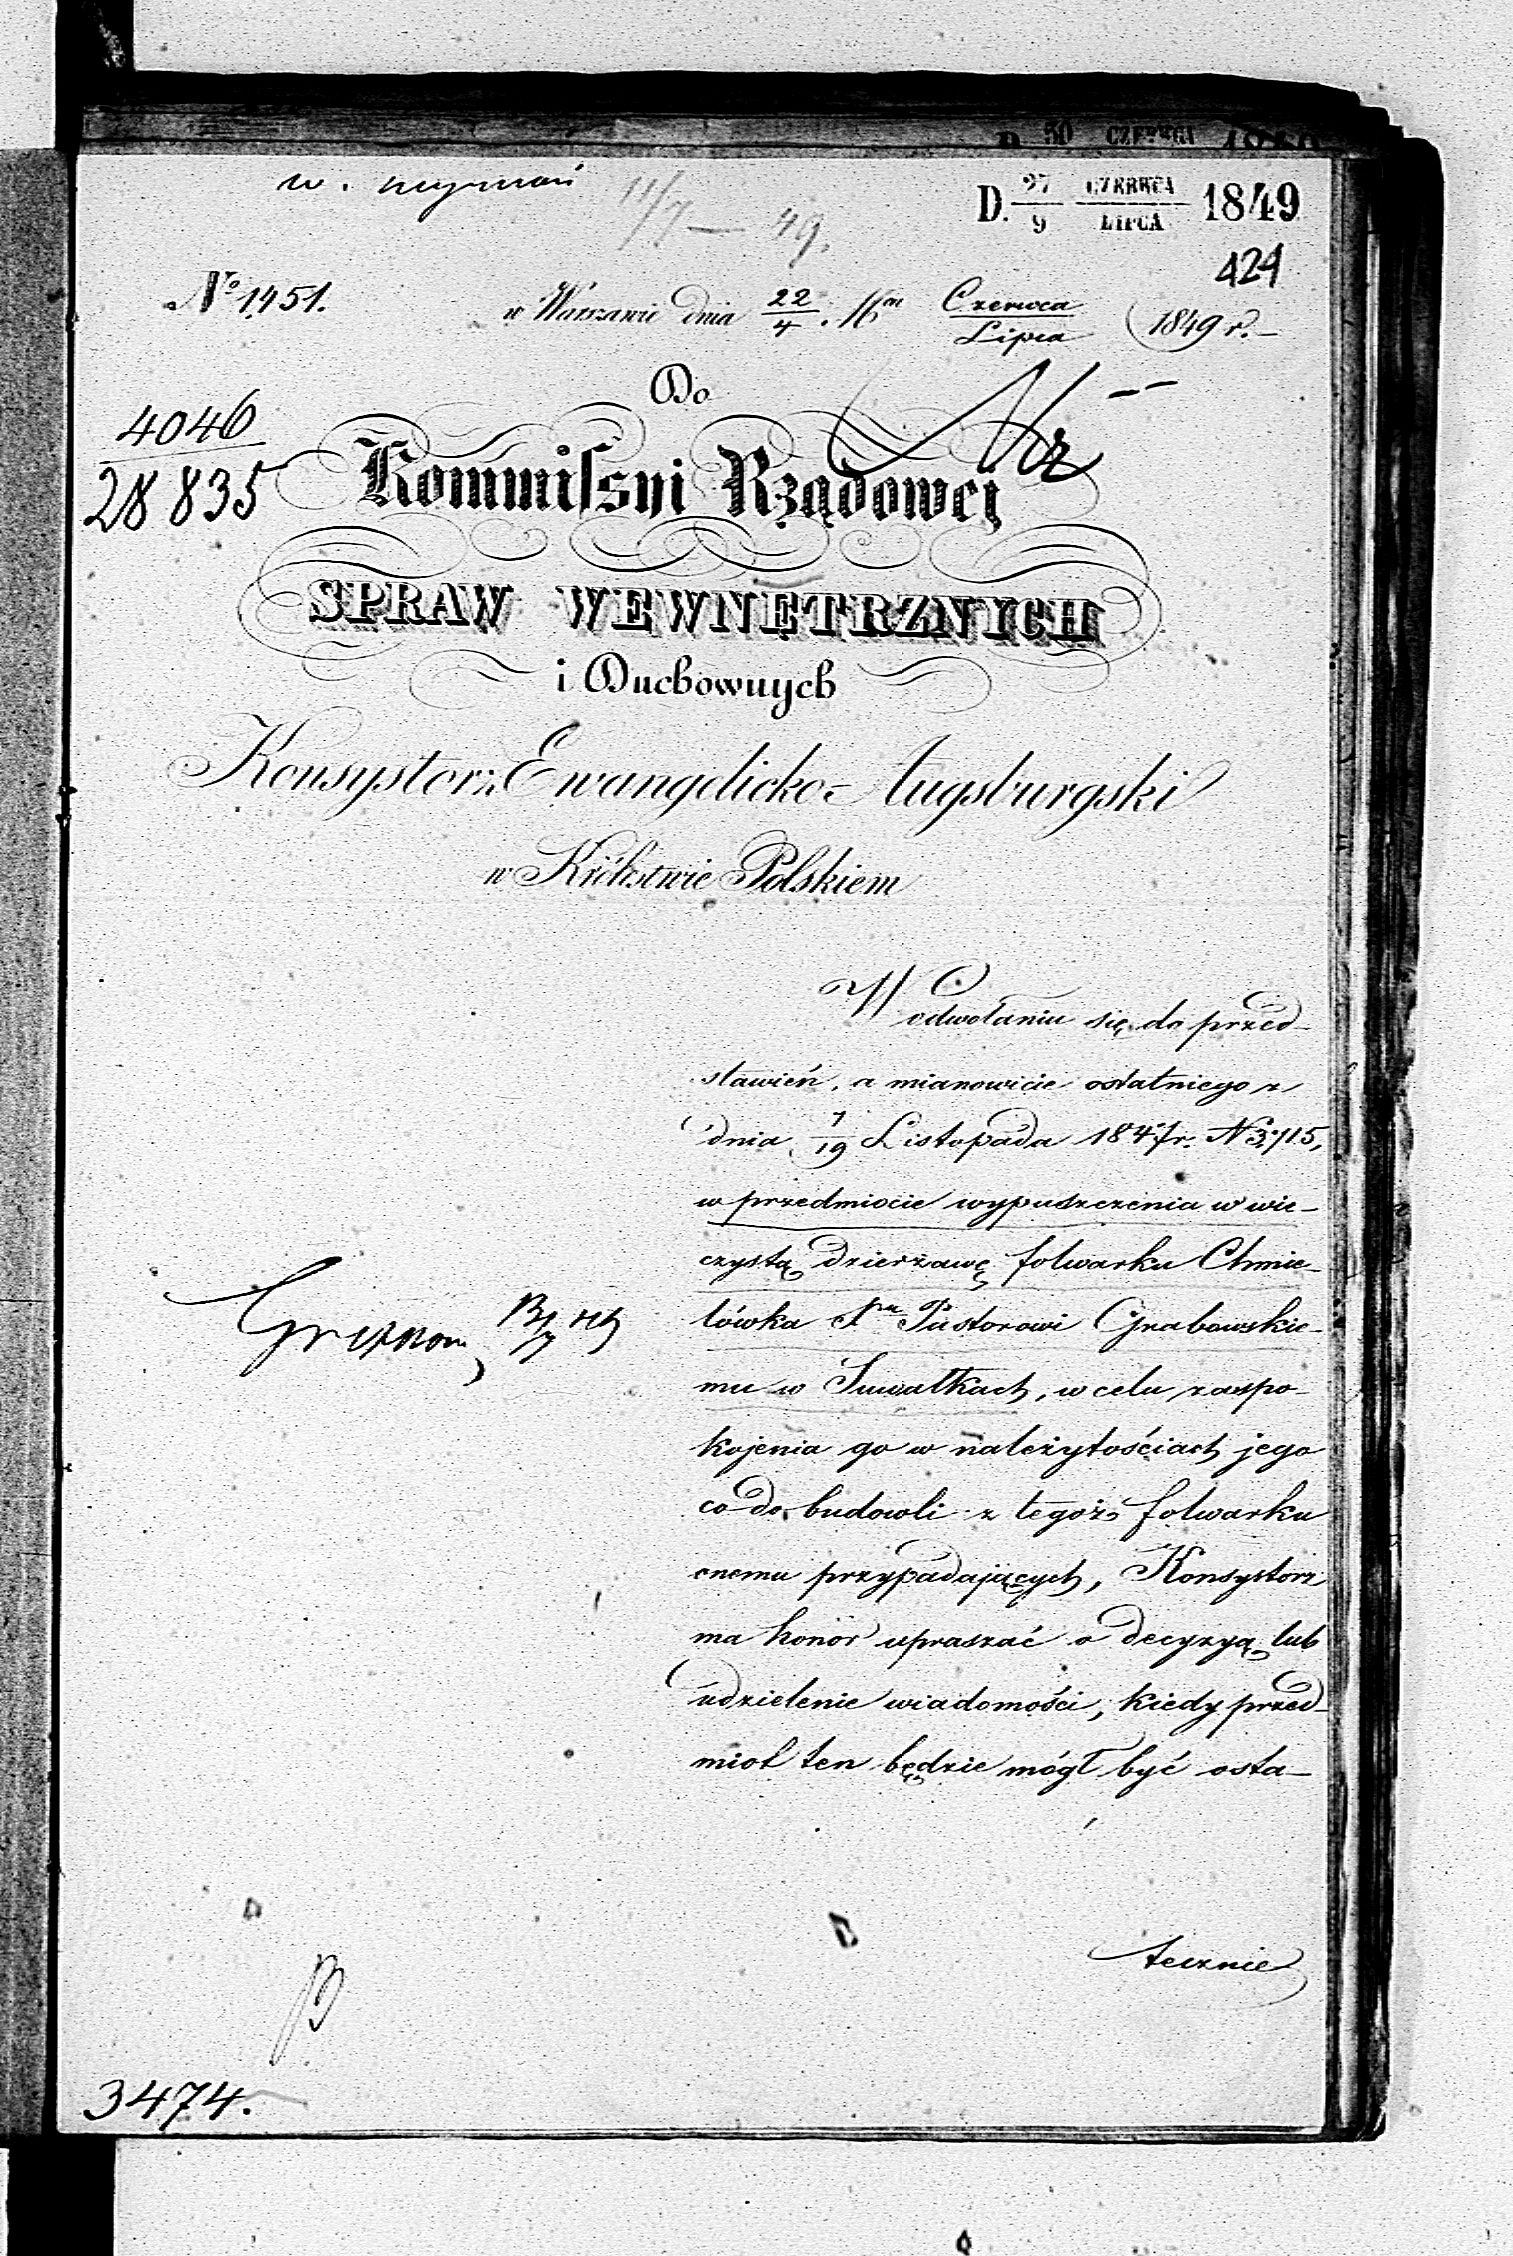 11/7 — 49.
D. 27/9 CZERWCA/LIPCA 1849
424
No 1451.
w Warszawie dnia 22/4 Czerwca/Lipca 1849 r.
Do
4046
28835
Kommissyi Rządowej
SPRAW WEWNĘTRZNYCH
i Duchownych
Konsystorz Ewangelicko-Augsburgski
w Królestwie Polskiem
W odwołaniu się do przed-
stawień, a mianowicie ostatniego z
dnia 7/19 Listopada 1847 r. No 3,715,
w przedmiocie wypuszczenia w wie-
czystą dzierżawę folwarku Chmie-
lówka Pastorowi Grabowskie-
mu w Suwałkach, w celu zaspo-
kojenia go w należytościach jego
co do budowli z tegoż folwarku
onemu przypadających, Konsystorz
ma honor upraszać o decyzyą lub
udzielenie wiadomości, kiedy przed-
miot ten będzie mógł być osta-
tecznie
3474.